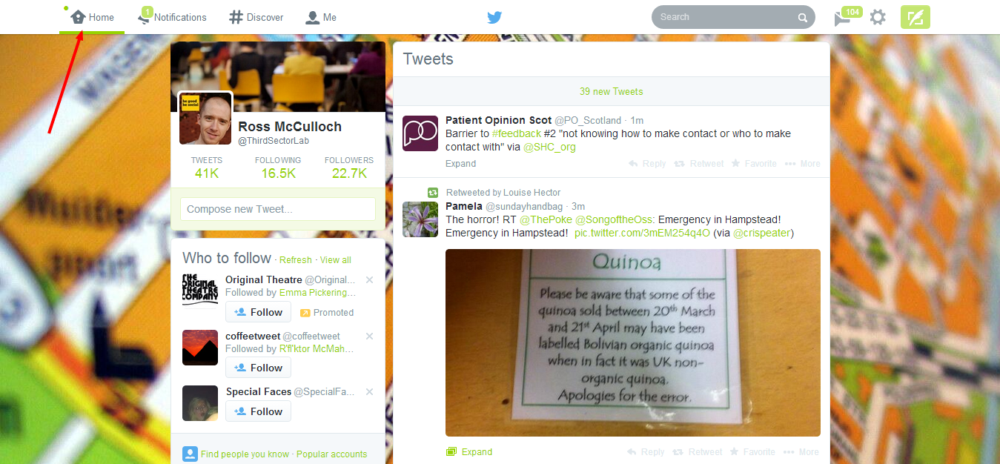 Home
1
Notifications
Discover
Me
Search
104
be good
be social
Ross McCulloch
@ThirdSectorLab
TWEETS FOLLOWING FOLLOWERS
41K 16.5K 22.7K
Compose new Tweet...
Who to follow · Refresh · View all
THE ORIGINAL THEATRE COMPANY
Original Theatre @Original...
Followed by Emma Pickering...
Follow Promoted
coffeetweet @coffeetweet
Followed by R'ſſ'ktor McMah...
Follow
Special Faces @SpecialFa...
Follow
Find people you know · Popular accounts
Tweets
39 new Tweets
po
Patient Opinion Scot @PO_Scotland · 1m
Barrier to #feedback #2 "not knowing how to make contact or who to make
contact with" via @SHC_org
Expand Reply Retweet Favorite More
Retweeted by Louise Hector
Pamela @sundayhandbag · 3m
The horror! RT @ThePoke @SongoftheOss: Emergency in Hampstead!
Emergency in Hampstead! pic.twitter.com/3mEM254q4O (via @crispeater)
Quinoa
Please be aware that some of the
quinoa sold between 20th March
and 21st April may have been
labelled Bolivian organic quinoa
when in fact it was UK non-
organic quinoa.
Apologies for the error.
Expand Reply Retweet Favorite More